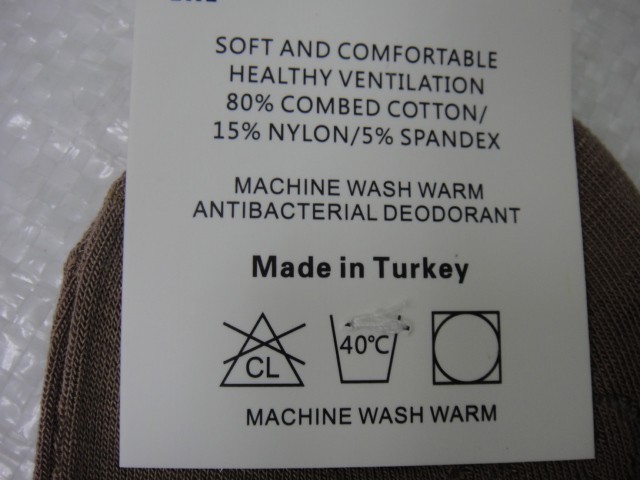 SOFT AND COMFORTABLE
HEALTHY VENTILATION
80% COMBED COTTON/
15% NYLON/5% SPANDEX
MACHINE WASH WARM
ANTIBACTERIAL DEODORANT
Made in Turkey
CL 40°C
MACHINE WASH WARM